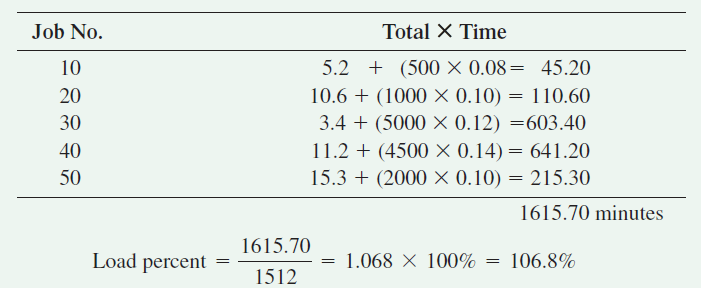 Job No. Total × Time
10 5.2 + (500 × 0.08 = 45.20
20 10.6 + (1000 × 0.10) = 110.60
30 3.4 + (5000 × 0.12) =603.40
40 11.2 + (4500 × 0.14) = 641.20
50 15.3 + (2000 × 0.10) = 215.30
1615.70 minutes
Load percent = 1615.70 / 1512 = 1.068 × 100% = 106.8%